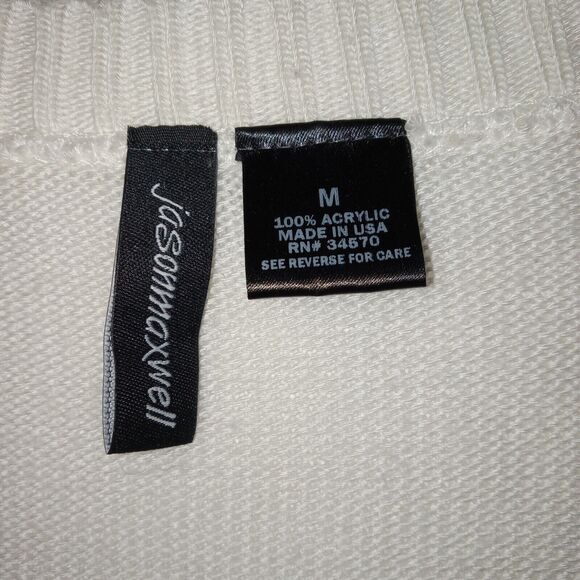 jasonmaxwell
M
100% ACRYLIC
MADE IN USA
RN# 34570
SEE REVERSE FOR CARE